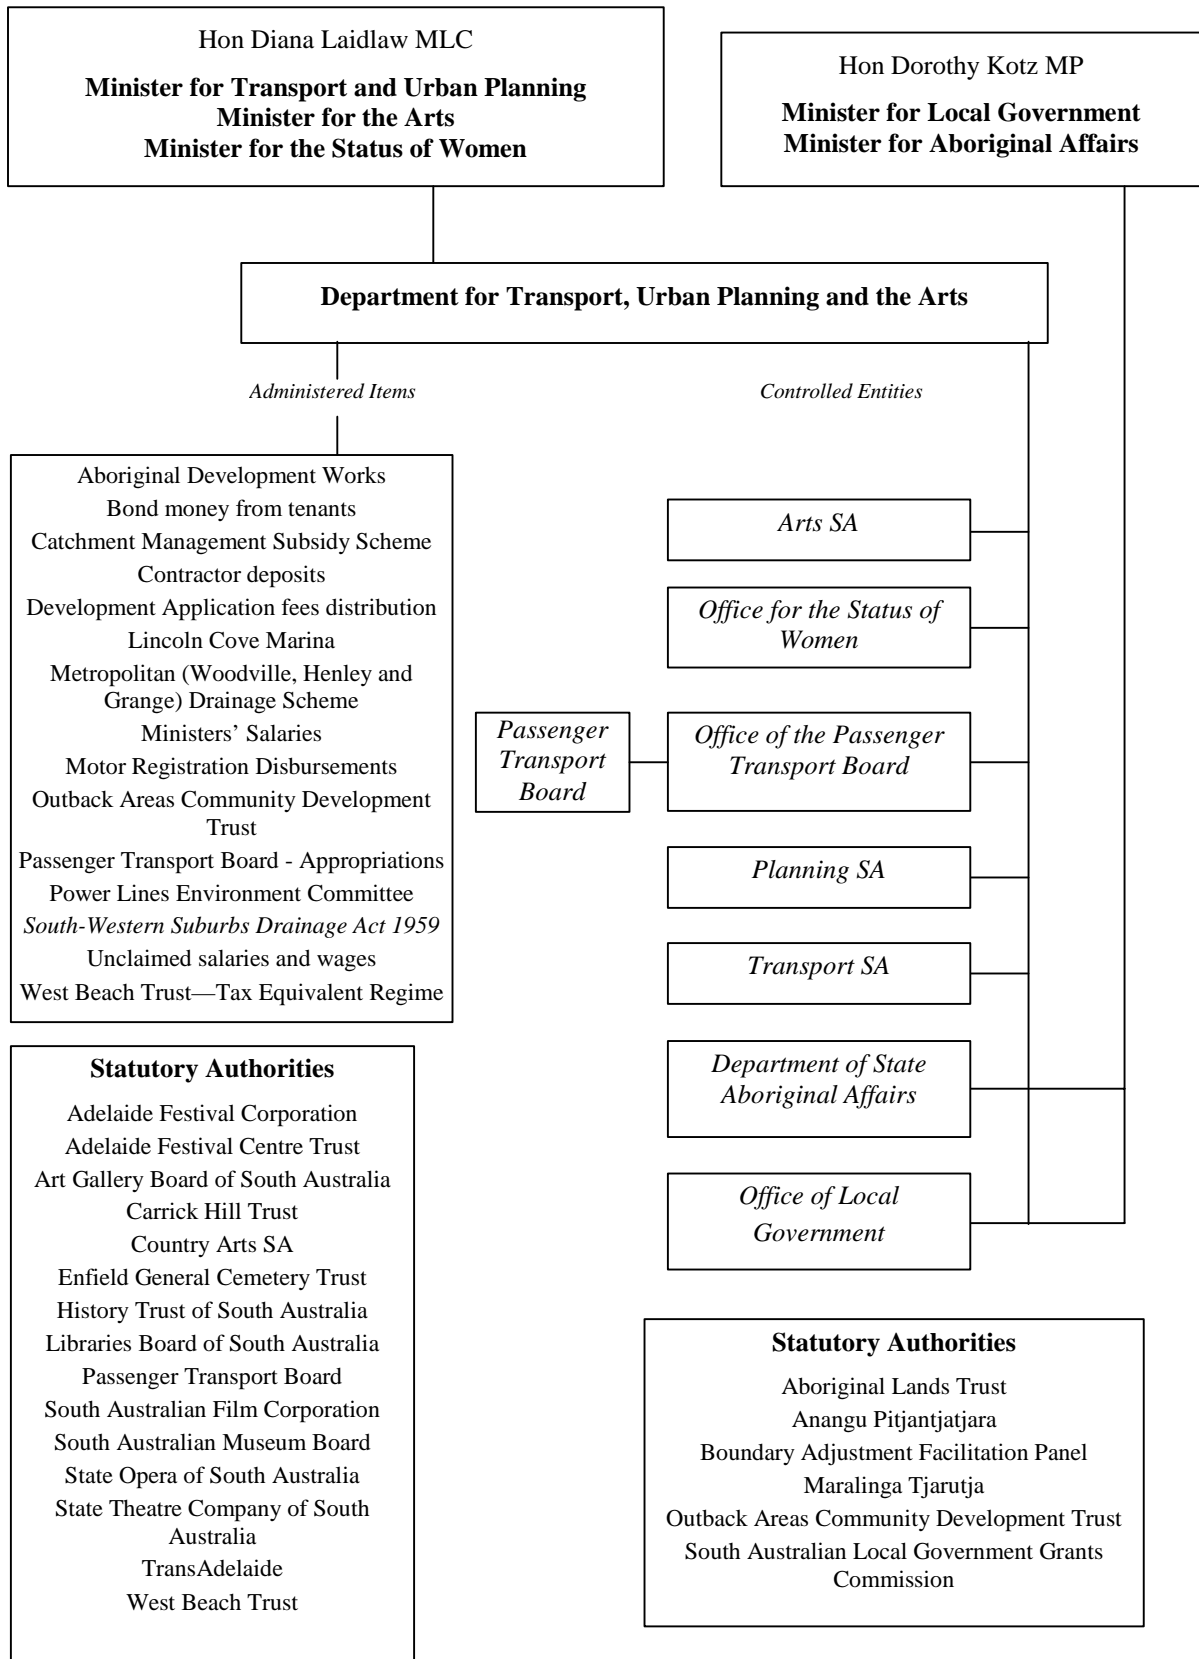 Hon Diana Laidlaw MLC
Minister for Transport and Urban Planning
Minister for the Arts
Minister for the Status of Women
Hon Dorothy Kotz MP
Minister for Local Government
Minister for Aboriginal Affairs
Department for Transport, Urban Planning and the Arts
Administered Items
Controlled Entities
Aboriginal Development Works
Bond money from tenants
Catchment Management Subsidy Scheme
Contractor deposits
Development Application fees distribution
Lincoln Cove Marina
Metropolitan (Woodville, Henley and
Grange) Drainage Scheme
Ministers' Salaries
Motor Registration Disbursements
Outback Areas Community Development
Trust
Passenger Transport Board - Appropriations
Power Lines Environment Committee
South-Western Suburbs Drainage Act 1959
Unclaimed salaries and wages
West Beach Trust—Tax Equivalent Regime
Arts SA
Office for the Status of
Women
Passenger
Transport
Board
Office of the Passenger
Transport Board
Planning SA
Transport SA
Department of State
Aboriginal Affairs
Office of Local
Government
Statutory Authorities
Adelaide Festival Corporation
Adelaide Festival Centre Trust
Art Gallery Board of South Australia
Carrick Hill Trust
Country Arts SA
Enfield General Cemetery Trust
History Trust of South Australia
Libraries Board of South Australia
Passenger Transport Board
South Australian Film Corporation
South Australian Museum Board
State Opera of South Australia
State Theatre Company of South
Australia
TransAdelaide
West Beach Trust
Statutory Authorities
Aboriginal Lands Trust
Anangu Pitjantjatjara
Boundary Adjustment Facilitation Panel
Maralinga Tjarutja
Outback Areas Community Development Trust
South Australian Local Government Grants
Commission